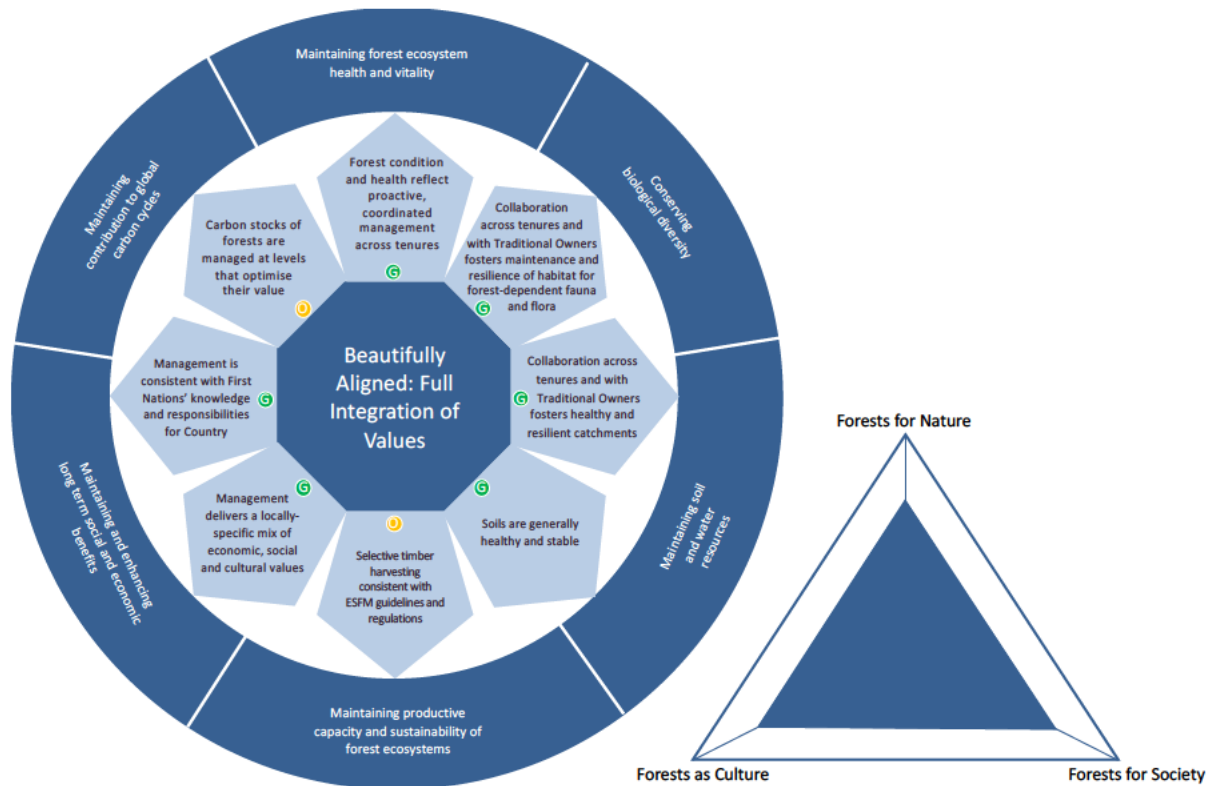 Maintaining forest ecosystem
health and vitality
Conserving
biological diversity
Maintaining soil
and water
resources
Maintaining productive
capacity and sustainability of
forest ecosystems
Maintaining and enhancing
long term social and economic
benefits
Maintaining
contribution to global
carbon cycles
Forest condition
and health reflect
proactive,
coordinated
management
across tenures
G
Collaboration
across tenures and
with Traditional Owners
fosters maintenance and
resilience of habitat for
forest-dependent fauna
and flora
G
Collaboration across
tenures and with
Traditional Owners
fosters healthy and
resilient catchments
G
Soils are generally
healthy and stable
G
Selective timber
harvesting
consistent with
ESFM guidelines and
regulations
O
Management
delivers a locally-
specific mix of
economic, social
and cultural values
G
Management is
consistent with First
Nations' knowledge
and responsibilities
for Country
G
Carbon stocks of
forests are
managed at levels
that optimise
their value
O
Beautifully
Aligned: Full
Integration of
Values
Forests for Nature
Forests as Culture
Forests for Society